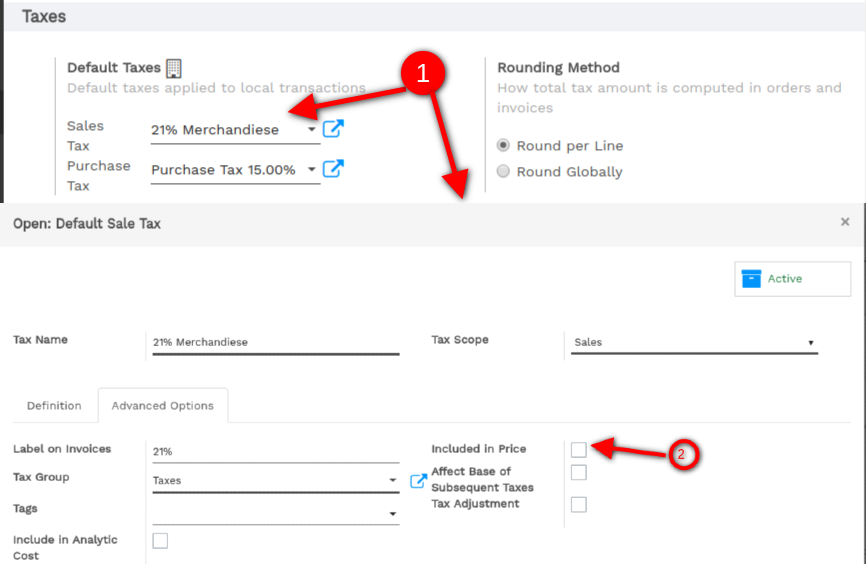 Taxes
Default Taxes
Default taxes applied to local transactions
Sales
Tax
21% Merchandiese
Purchase
Tax
Purchase Tax 15.00%
1
Rounding Method
How total tax amount is computed in orders and
invoices
Round per Line
Round Globally
Open: Default Sale Tax
×
Active
Tax Name
21% Merchandiese
Tax Scope
Sales
Definition
Advanced Options
Label on Invoices
21%
Tax Group
Taxes
Tags
Include in Analytic
Cost
Included in Price
2
Affect Base of
Subsequent Taxes
Tax Adjustment